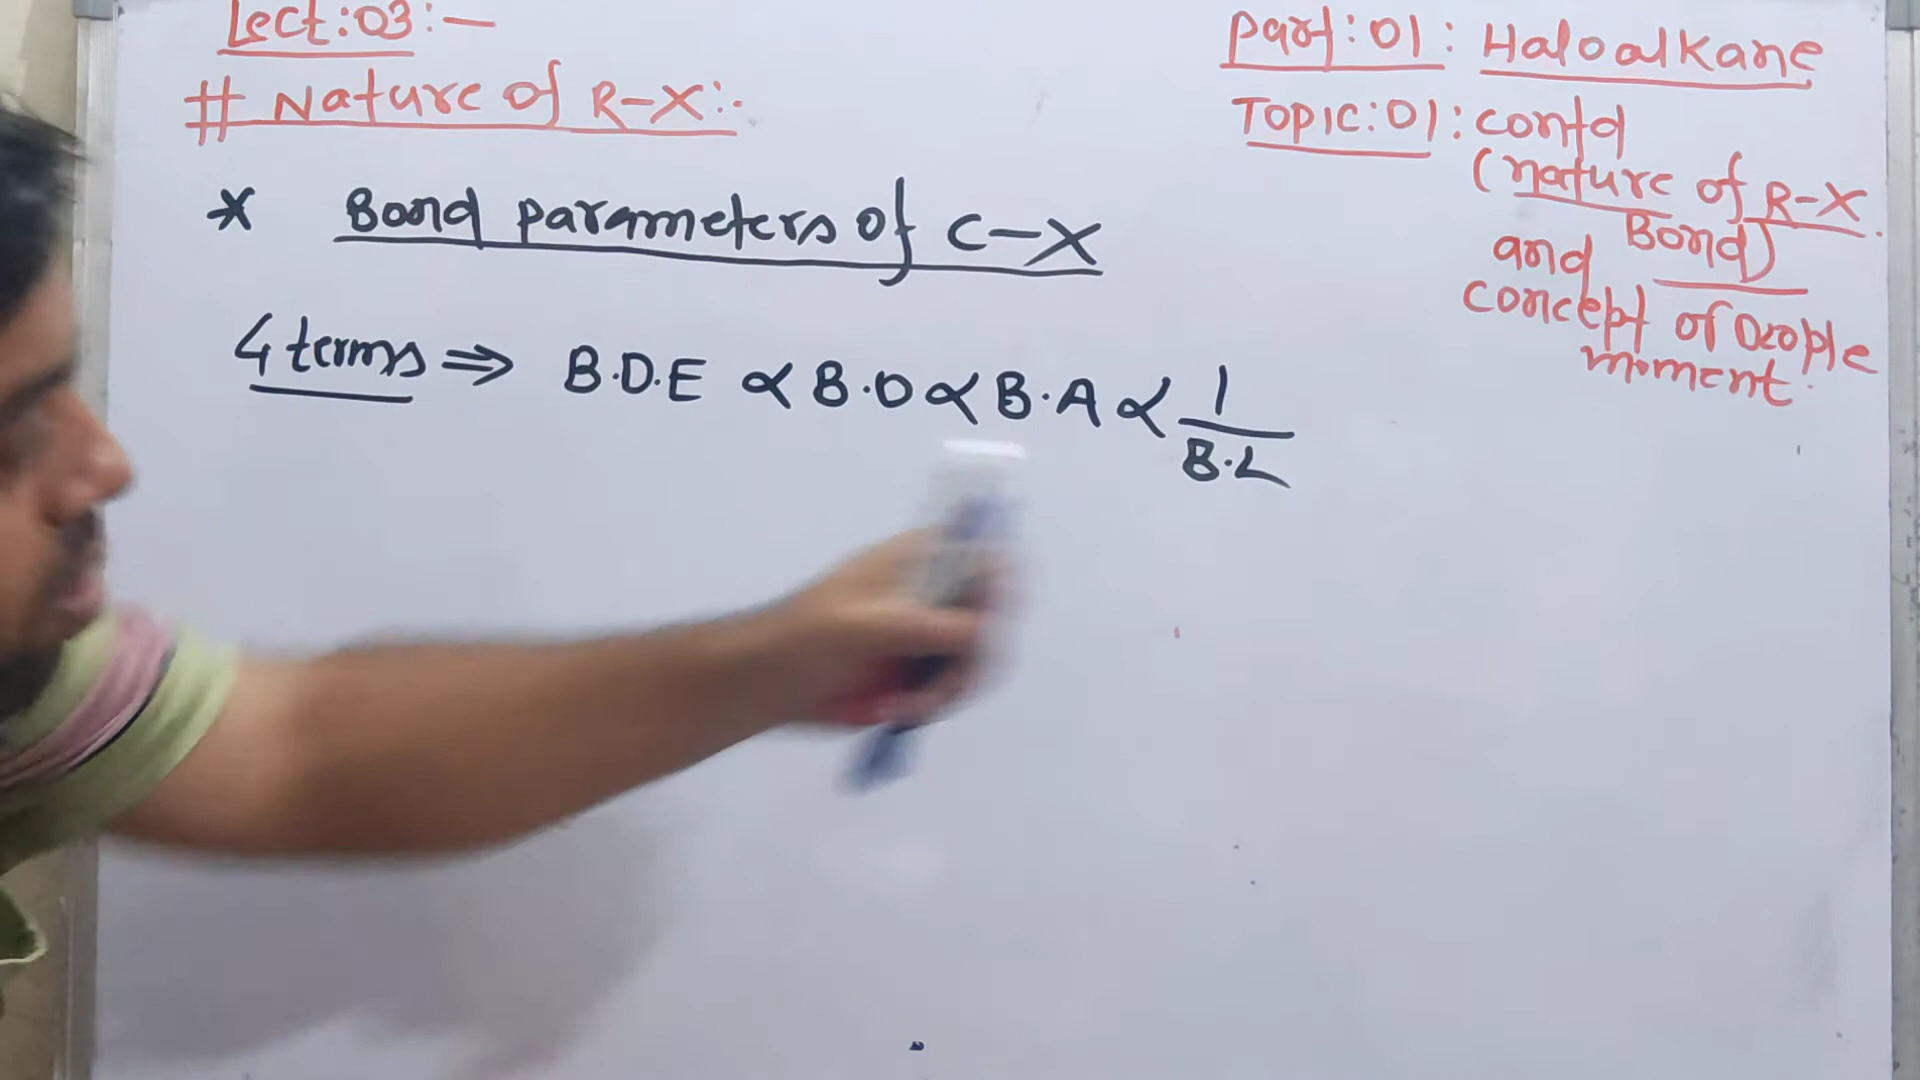 Lect:03:—
# Nature of R-X:-
* Bond parameters of C-X
4 terms ⇒ B.D.E ∝ B.O ∝ B.A ∝ 1/B.L
Part:01: Haloalkane
TOPIC:01: contd
(nature of R-X
Bond)
and
concept of Diople
moment.